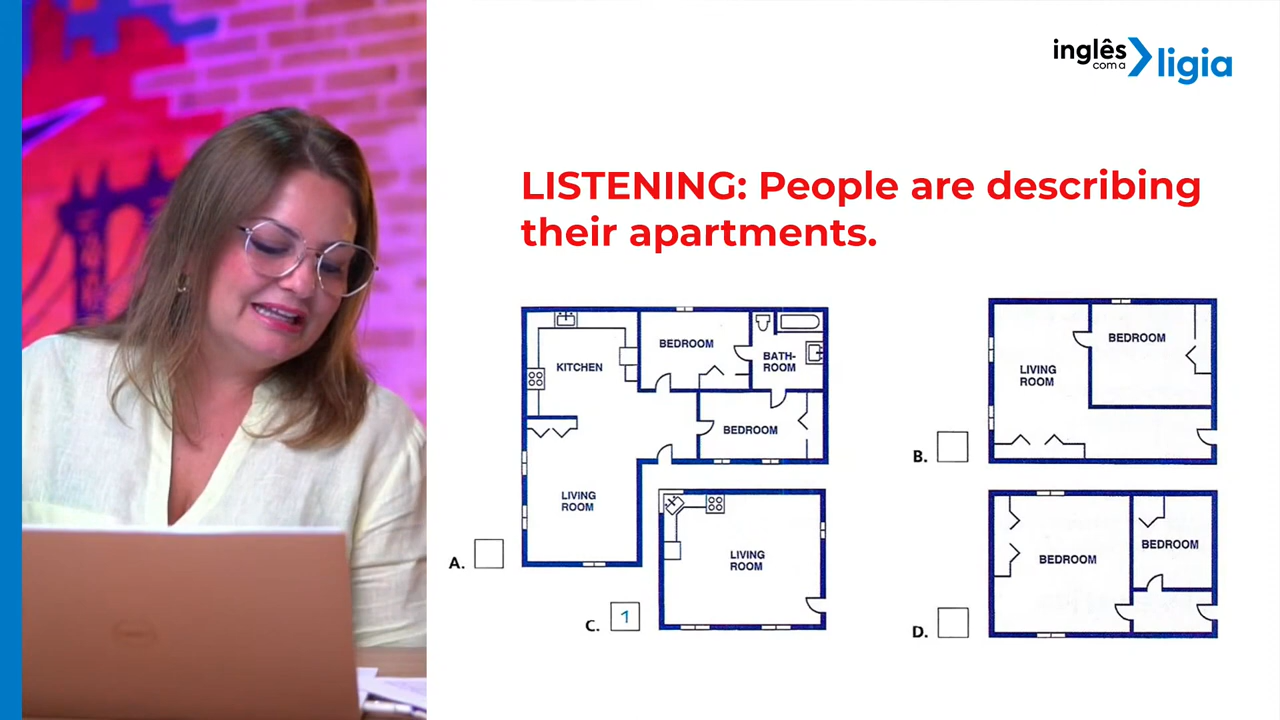 inglês
com a
ligia
LISTENING: People are describing
their apartments.
KITCHEN
BEDROOM
BATH-
ROOM
BEDROOM
LIVING
ROOM
A.
LIVING
ROOM
C. 1
BEDROOM
LIVING
ROOM
B.
BEDROOM
BEDROOM
D.